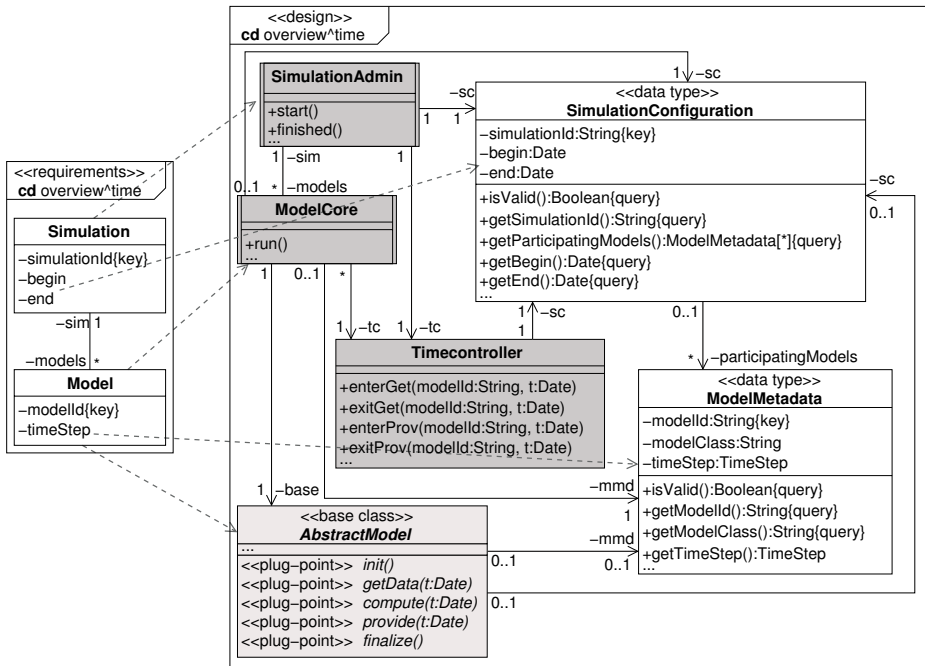 <<design>>
cd overview^time
SimulationAdmin
+start()
+finished()
...
1 −sc
−sc
1 1
<<data type>>
SimulationConfiguration
−simulationId:String{key}
−begin:Date
−end:Date
+isValid():Boolean{query}
+getSimulationId():String{query}
+getParticipatingModels():ModelMetadata[*]{query}
+getBegin():Date{query}
+getEnd():Date{query}
...
−sc
0..1
1 −sim
1
0..1 * −models
<<requirements>>
cd overview^time
Simulation
−simulationId{key}
−begin
−end
−sim 1
−models *
Model
−modelId{key}
−timeStep
ModelCore
+run()
...
1 0..1 *
1 −tc 1 −tc
1 −sc
1
0..1
* −participatingModels
Timecontroller
+enterGet(modelId:String, t:Date)
+exitGet(modelId:String, t:Date)
+enterProv(modelId:String, t:Date)
+exitProv(modelId:String, t:Date)
...
<<data type>>
ModelMetadata
−modelId:String{key}
−modelClass:String
−timeStep:TimeStep
+isValid():Boolean{query}
+getModelId():String{query}
+getModelClass():String{query}
+getTimeStep():TimeStep
...
1 −base
−mmd
1
−mmd
0..1 0..1
0..1
<<base class>>
AbstractModel
...
<<plug−point>> init()
<<plug−point>> getData(t:Date)
<<plug−point>> compute(t:Date)
<<plug−point>> provide(t:Date)
<<plug−point>> finalize()